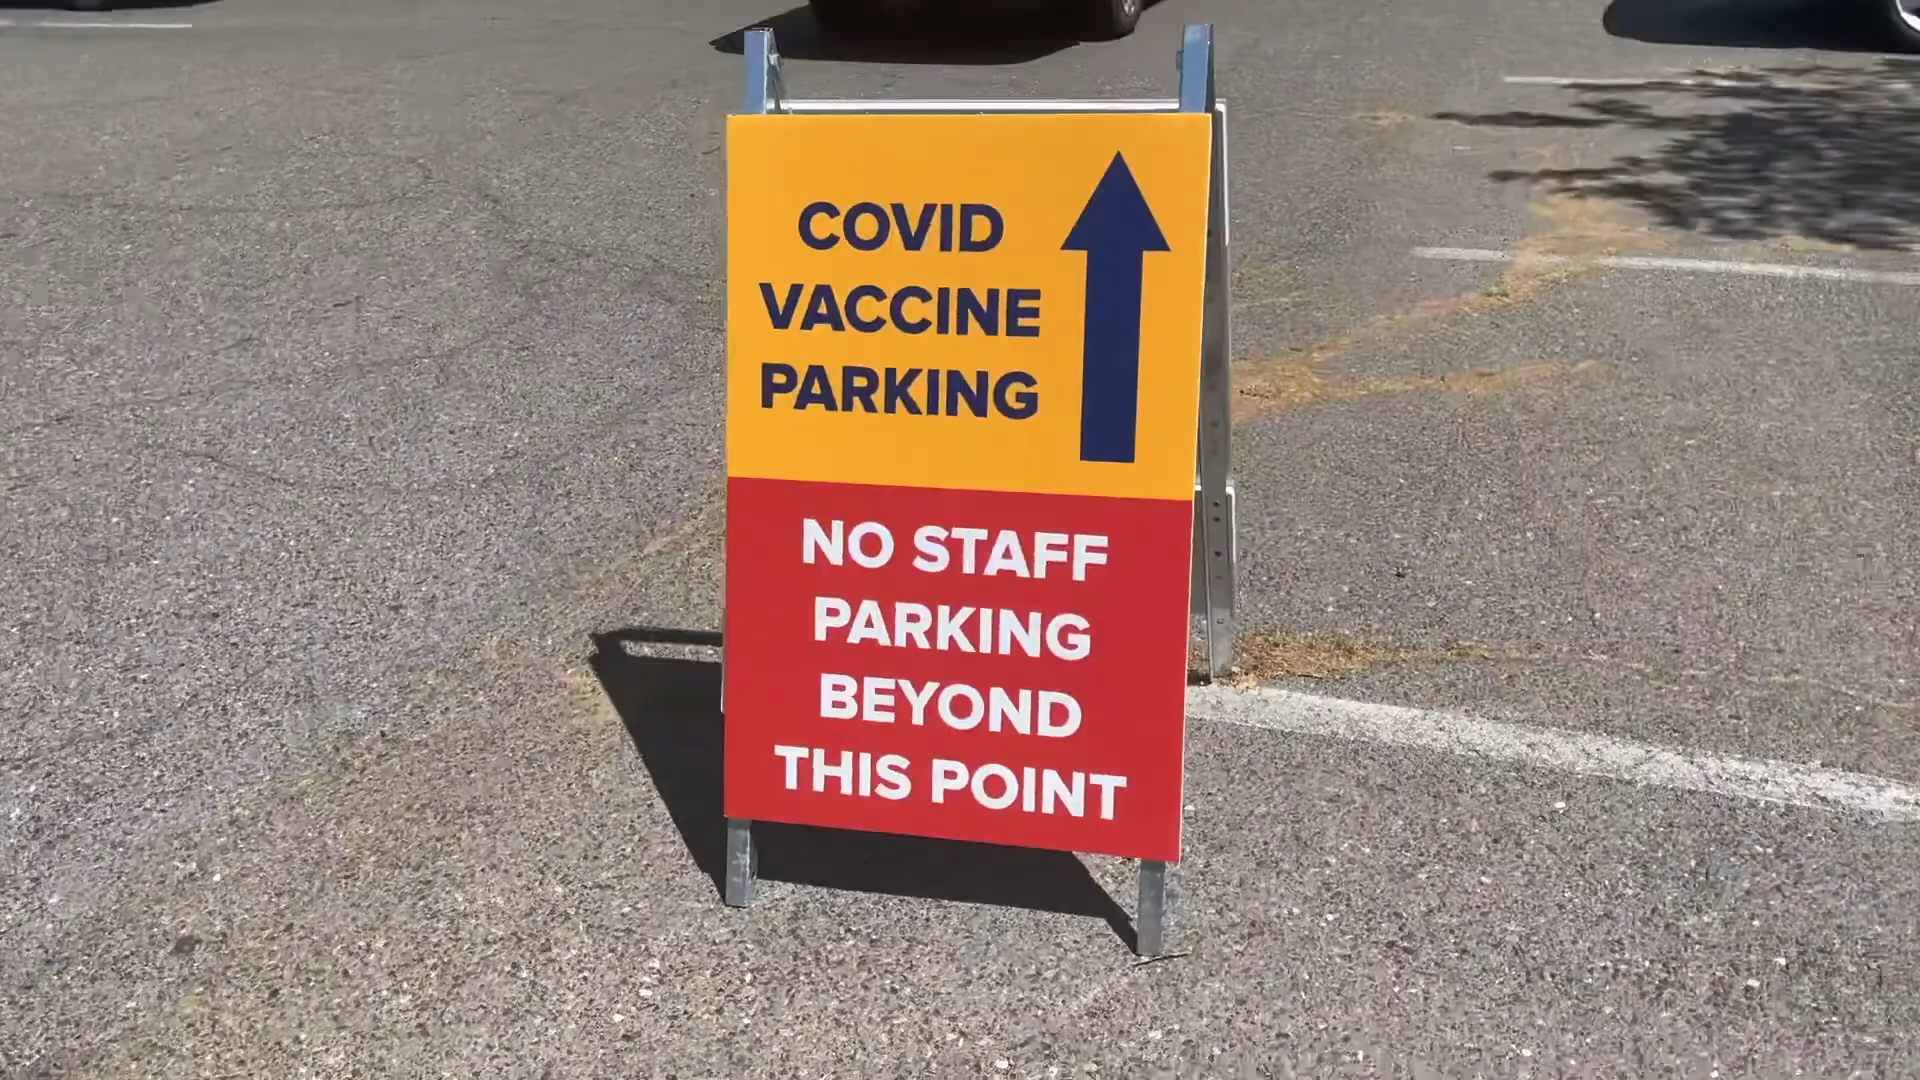 COVID
VACCINE
PARKING
NO STAFF
PARKING
BEYOND
THIS POINT